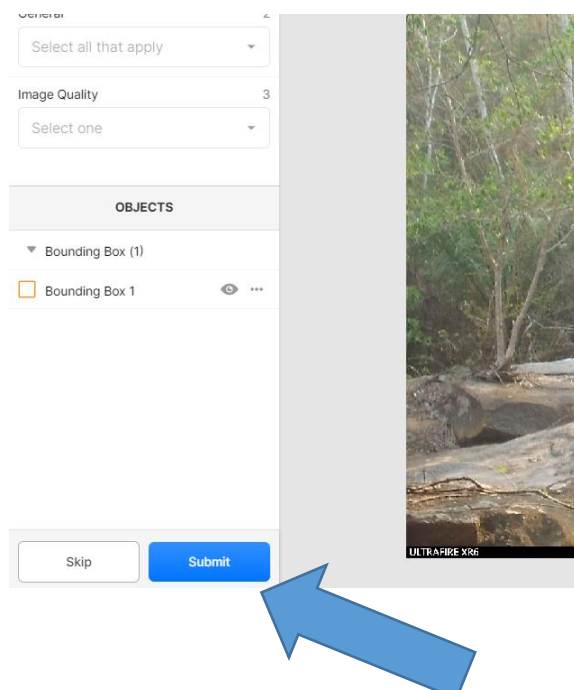 General 2
Select all that apply
Image Quality 3
Select one
OBJECTS
Bounding Box (1)
Bounding Box 1
Skip Submit
ULTRAFIRE XR6